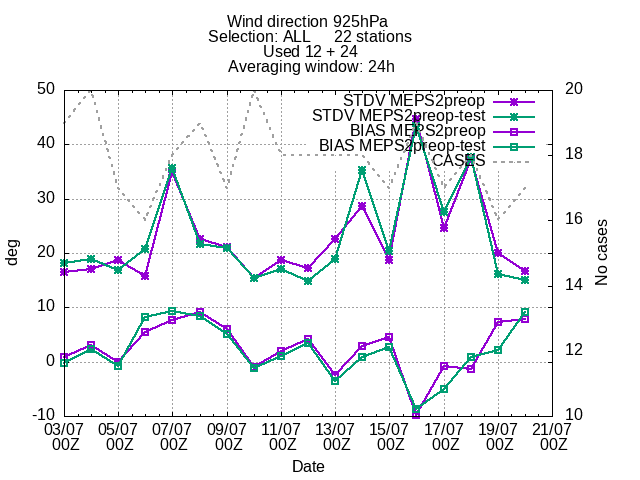 Wind direction 925hPa
Selection: ALL 22 stations
Used 12 + 24
Averaging window: 24h
STDV MEPS2preop
STDV MEPS2preop-test
BIAS MEPS2preop
BIAS MEPS2preop-test
CASES
50
40
30
20
10
0
-10
deg
20
18
16
14
12
10
No cases
03/07 05/07 07/07 09/07 11/07 13/07 15/07 17/07 19/07 21/07
00Z 00Z 00Z 00Z 00Z 00Z 00Z 00Z 00Z 00Z
Date